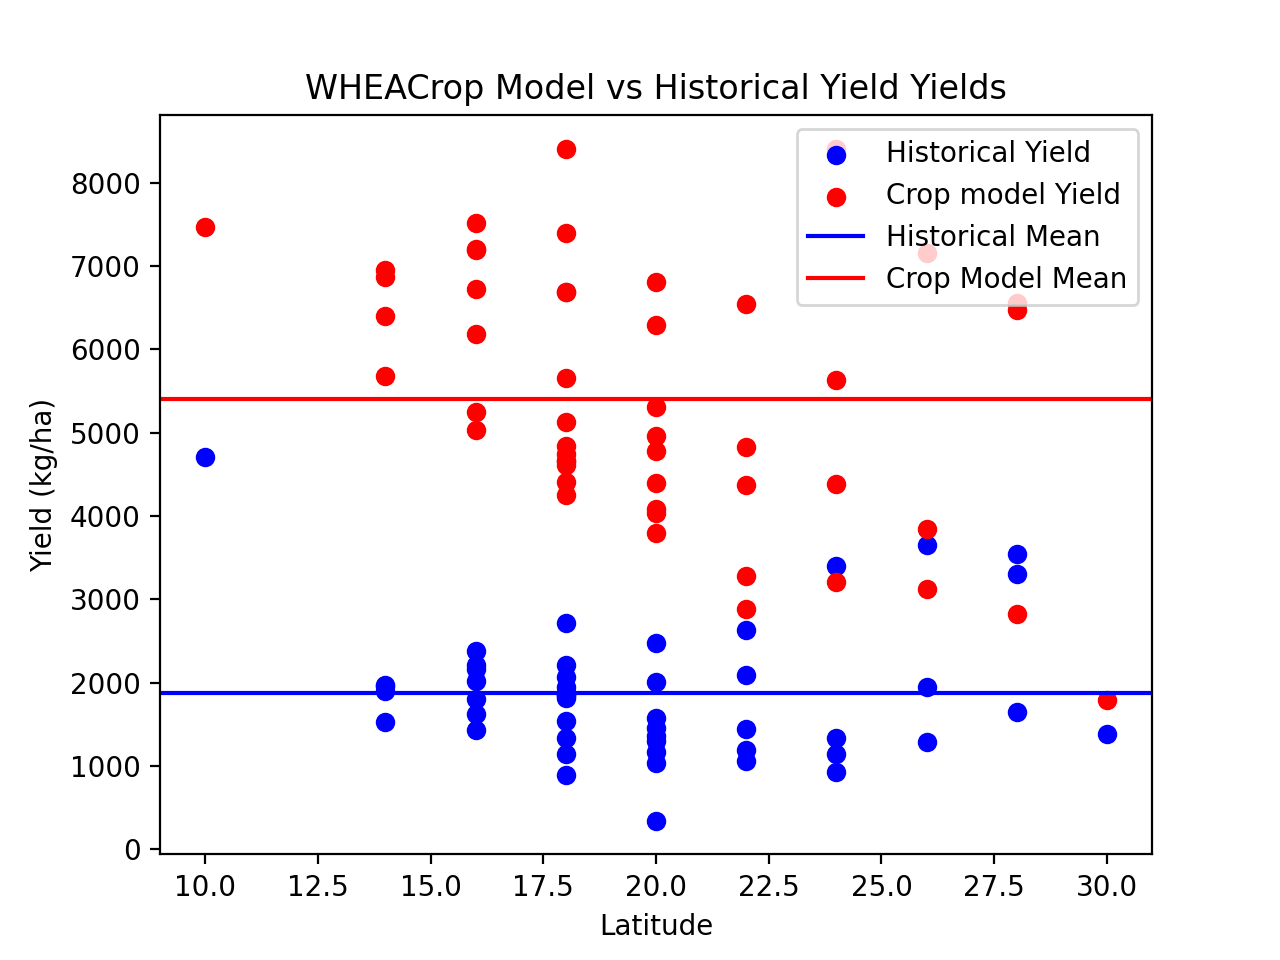 WHEACrop Model vs Historical Yield Yields
Historical Yield
Crop model Yield
Historical Mean
Crop Model Mean
Yield (kg/ha)
8000
7000
6000
5000
4000
3000
2000
1000
0
10.0 12.5 15.0 17.5 20.0 22.5 25.0 27.5 30.0
Latitude